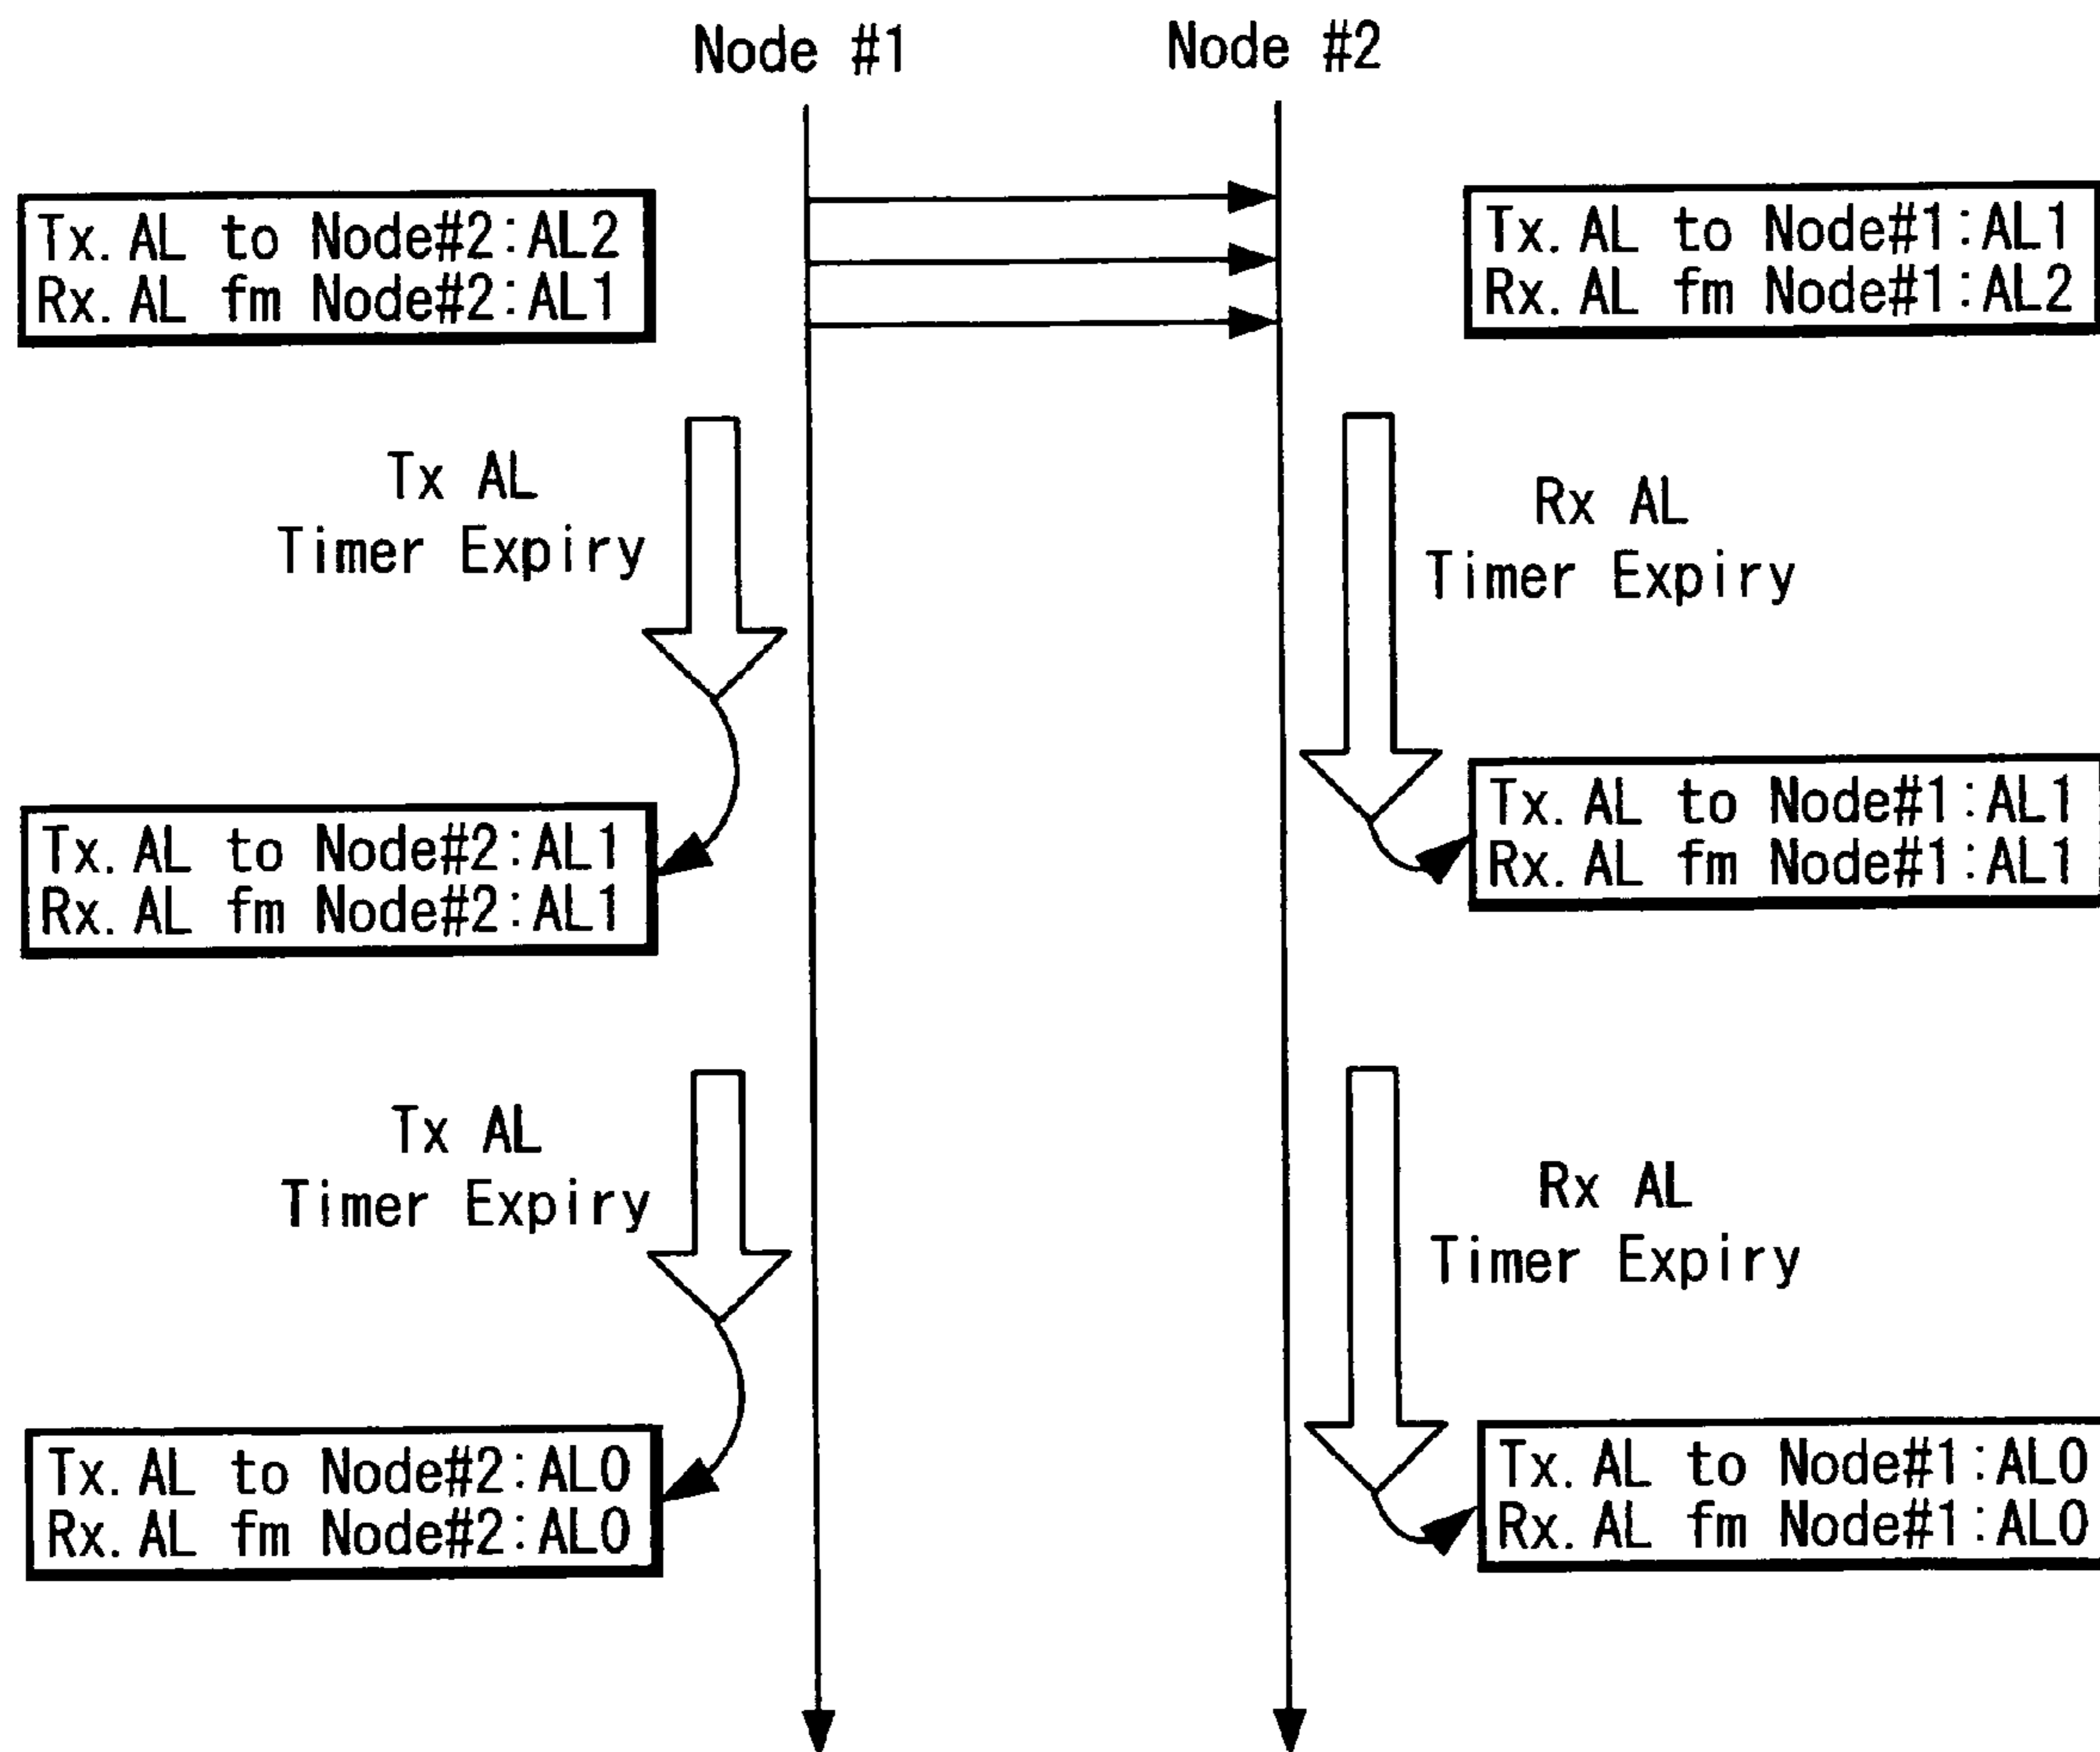 Node #1
Node #2
Tx.AL to Node#2:AL2
Rx.AL fm Node#2:AL1
Tx.AL to Node#1:AL1
Rx.AL fm Node#1:AL2
Tx AL
Timer Expiry
Rx AL
Timer Expiry
Tx.AL to Node#2:AL1
Rx.AL fm Node#2:AL1
Tx.AL to Node#1:AL1
Rx.AL fm Node#1:AL1
Tx AL
Timer Expiry
Rx AL
Timer Expiry
Tx.AL to Node#2:AL0
Rx.AL fm Node#2:AL0
Tx.AL to Node#1:AL0
Rx.AL fm Node#1:AL0